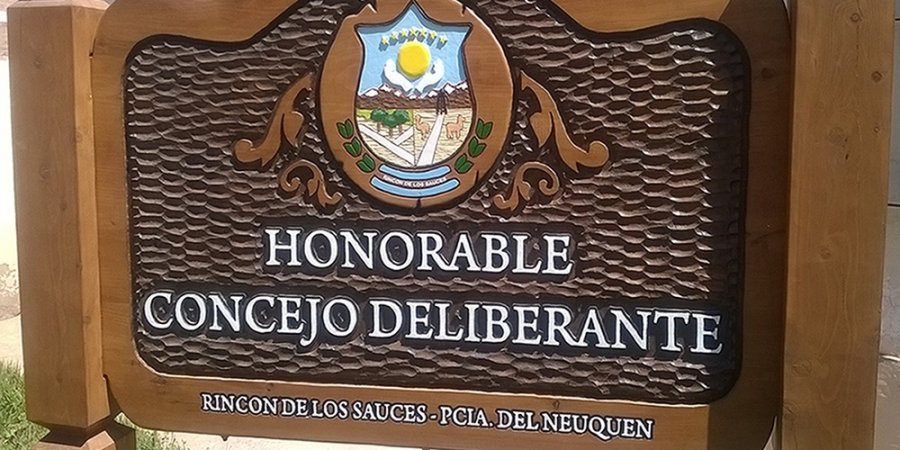 RINCON DE LOS SAUCES
HONORABLE
CONCEJO DELIBERANTE
RINCON DE LOS SAUCES - PCIA. DEL NEUQUEN